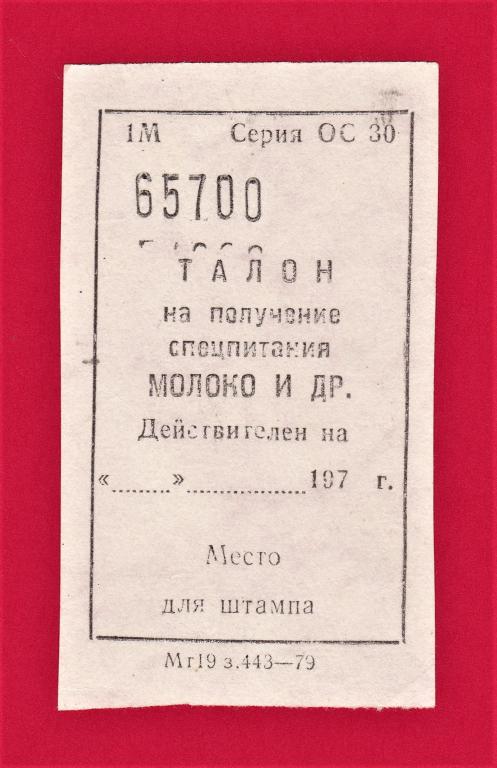 1М Серия ОС 30
65700
ТАЛОН
на получение
спецпитания
МОЛОКО И ДР.
Действителен на
«......».................. 197 г.
Место
для штампа
Мг19 з.443—79